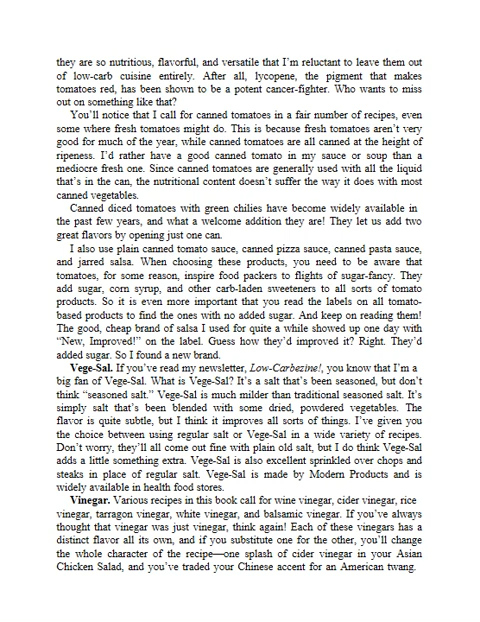 they are so nutritious, flavorful, and versatile that I’m reluctant to leave them out
of low-carb cuisine entirely. After all, lycopene, the pigment that makes
tomatoes red, has been shown to be a potent cancer-fighter. Who wants to miss
out on something like that?
You’ll notice that I call for canned tomatoes in a fair number of recipes, even
some where fresh tomatoes might do. This is because fresh tomatoes aren’t very
good for much of the year, while canned tomatoes are all canned at the height of
ripeness. I’d rather have a good canned tomato in my sauce or soup than a
mediocre fresh one. Since canned tomatoes are generally used with all the liquid
that’s in the can, the nutritional content doesn’t suffer the way it does with most
canned vegetables.
Canned diced tomatoes with green chilies have become widely available in
the past few years, and what a welcome addition they are! They let us add two
great flavors by opening just one can.
I also use plain canned tomato sauce, canned pizza sauce, canned pasta sauce,
and jarred salsa. When choosing these products, you need to be aware that
tomatoes, for some reason, inspire food packers to flights of sugar-fancy. They
add sugar, corn syrup, and other carb-laden sweeteners to all sorts of tomato
products. So it is even more important that you read the labels on all tomato-
based products to find the ones with no added sugar. And keep on reading them!
The good, cheap brand of salsa I used for quite a while showed up one day with
“New, Improved!” on the label. Guess how they’d improved it? Right. They’d
added sugar. So I found a new brand.
Vege-Sal. If you’ve read my newsletter, Low-Carbezine!, you know that I’m a
big fan of Vege-Sal. What is Vege-Sal? It’s a salt that’s been seasoned, but don’t
think “seasoned salt.” Vege-Sal is much milder than traditional seasoned salt. It’s
simply salt that’s been blended with some dried, powdered vegetables. The
flavor is quite subtle, but I think it improves all sorts of things. I’ve given you
the choice between using regular salt or Vege-Sal in a wide variety of recipes.
Don’t worry, they’ll all come out fine with plain old salt, but I do think Vege-Sal
adds a little something extra. Vege-Sal is also excellent sprinkled over chops and
steaks in place of regular salt. Vege-Sal is made by Modern Products and is
widely available in health food stores.
Vinegar. Various recipes in this book call for wine vinegar, cider vinegar, rice
vinegar, tarragon vinegar, white vinegar, and balsamic vinegar. If you’ve always
thought that vinegar was just vinegar, think again! Each of these vinegars has a
distinct flavor all its own, and if you substitute one for the other, you’ll change
the whole character of the recipe—one splash of cider vinegar in your Asian
Chicken Salad, and you’ve traded your Chinese accent for an American twang.